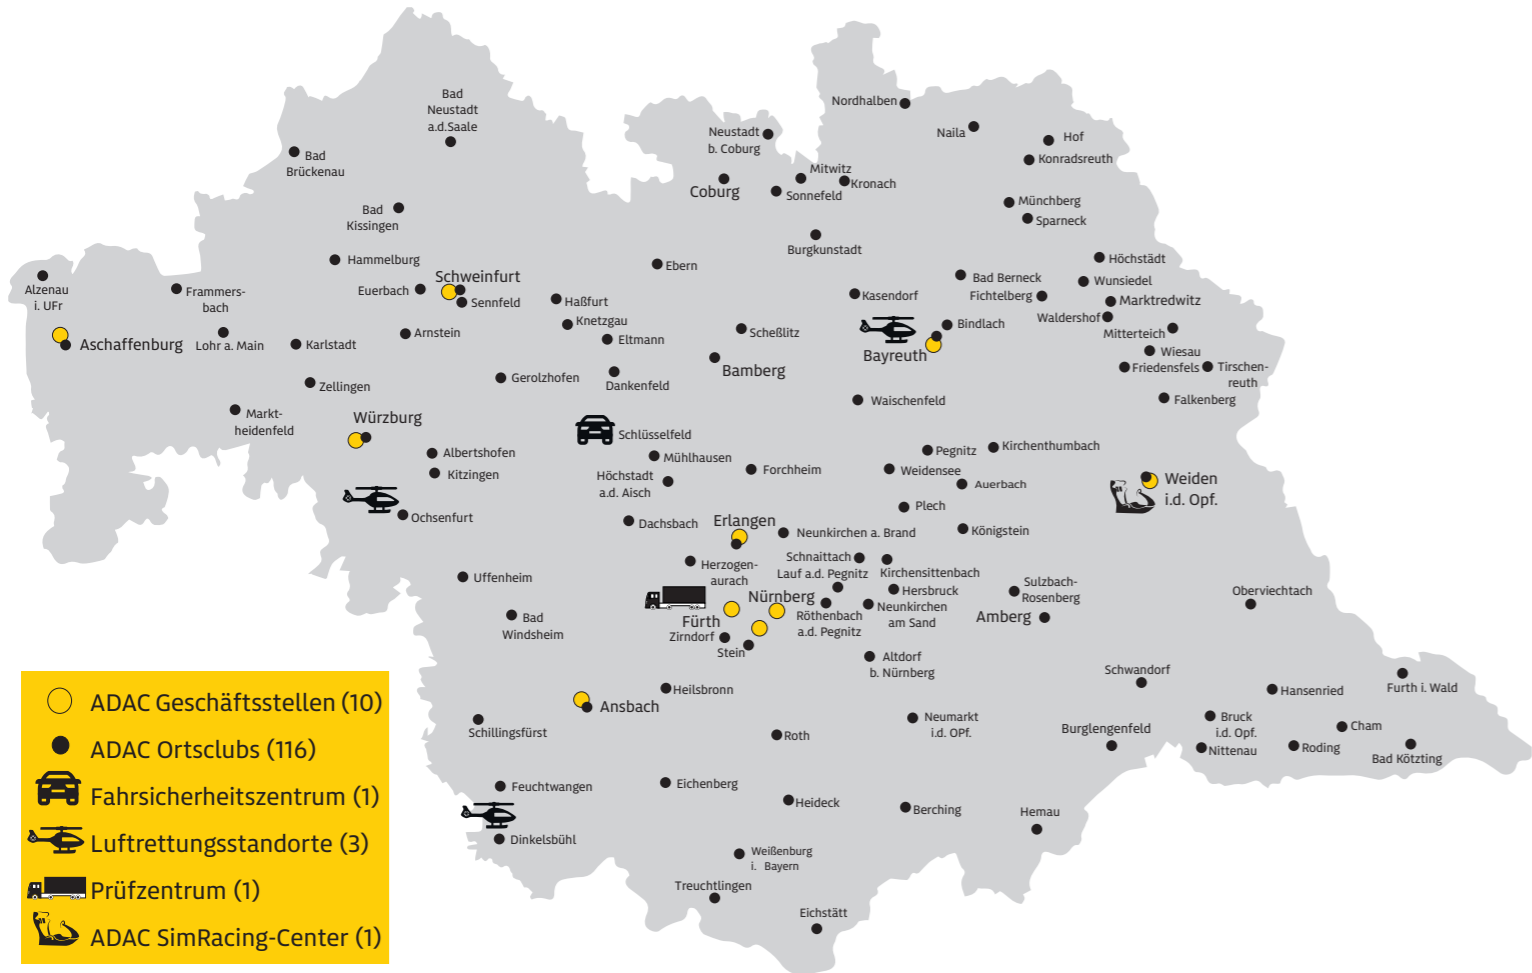 Bad
Neustadt
a.d.Saale
Nordhalben
Neustadt
b. Coburg
Naila
Hof
Konradsreuth
Bad
Brückenau
Mitwitz
Kronach
Coburg
Sonnefeld
Münchberg
Sparneck
Bad
Kissingen
Burgkunstadt
Hammelburg
Ebern
Höchstädt
Alzenau
i. UFr
Frammers-
bach
Schweinfurt
Euerbach
Sennfeld
Haßfurt
Kasendorf
Bad Berneck
Fichtelberg
Wunsiedel
Marktredwitz
Waldershof
Mitterteich
Aschaffenburg
Lohr a. Main
Karlstadt
Arnstein
Knetzgau
Eltmann
Scheßlitz
Bindlach
Bayreuth
Wiesau
Friedensfels
Tirschen-
reuth
Zellingen
Gerolzhofen
Dankenfeld
Bamberg
Waischenfeld
Falkenberg
Markt-
heidenfeld
Würzburg
Schlüsselfeld
Albertshofen
Kitzingen
Mühlhausen
Höchstadt
a.d. Aisch
Forchheim
Pegnitz
Kirchenthumbach
Weidensee
Auerbach
Weiden
i.d. Opf.
Ochsenfurt
Dachsbach
Erlangen
Plech
Neunkirchen a. Brand
Königstein
Herzogen-
aurach
Schnaittach
Lauf a.d. Pegnitz
Kirchensittenbach
Uffenheim
Hersbruck
Sulzbach-
Rosenberg
Oberviechtach
Bad
Windsheim
Nürnberg
Fürth
Zirndorf
Stein
Röthenbach
a.d. Pegnitz
Neunkirchen
am Sand
Amberg
Altdorf
b. Nürnberg
Schwandorf
Hansenried
Furth i. Wald
Heilsbronn
Ansbach
Schillingsfürst
Roth
Neumarkt
i.d. OPf.
Burglengenfeld
Bruck
i.d. Opf.
Nittenau
Roding
Cham
Bad Kötzting
Feuchtwangen
Eichenberg
Heideck
Berching
Hemau
Dinkelsbühl
Weißenburg
i. Bayern
Treuchtlingen
Eichstätt
ADAC Geschäftsstellen (10)
ADAC Ortsclubs (116)
Fahrsicherheitszentrum (1)
Luftrettungsstandorte (3)
Prüfzentrum (1)
ADAC SimRacing-Center (1)